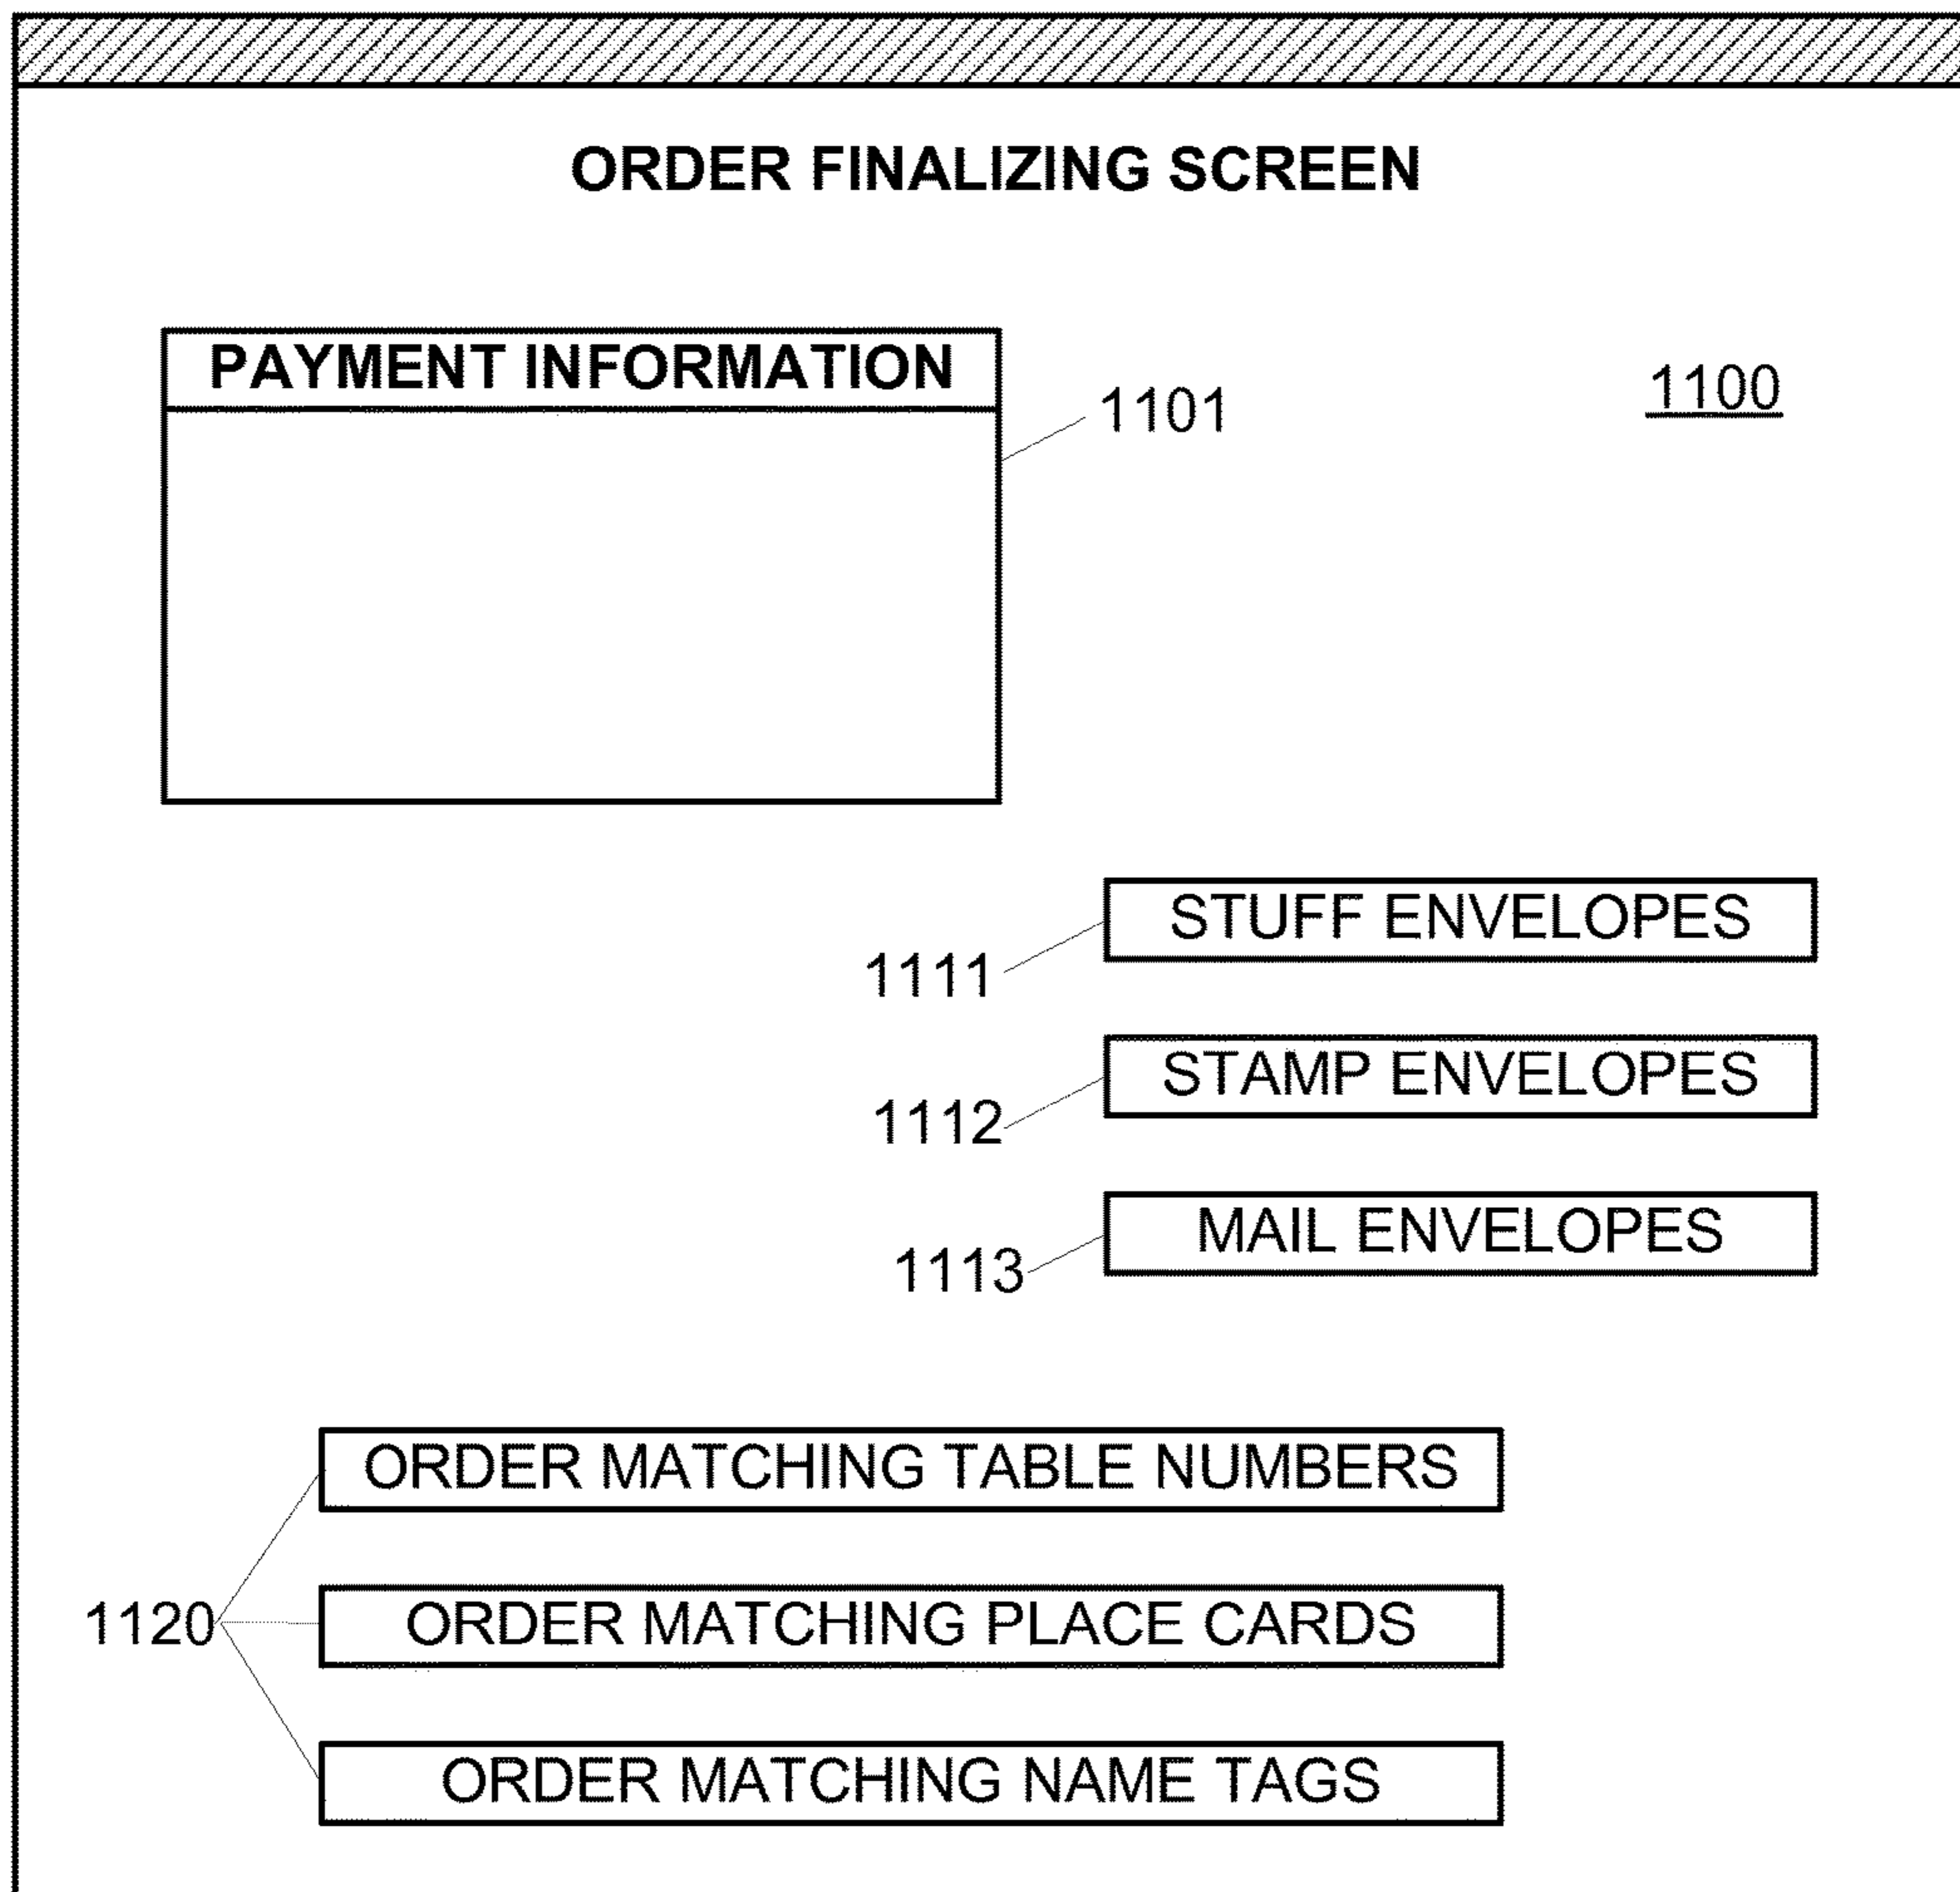 ORDER FINALIZING SCREEN
PAYMENT INFORMATION
1101
1100
STUFF ENVELOPES
1111
STAMP ENVELOPES
1112
MAIL ENVELOPES
1113
ORDER MATCHING TABLE NUMBERS
1120
ORDER MATCHING PLACE CARDS
ORDER MATCHING NAME TAGS